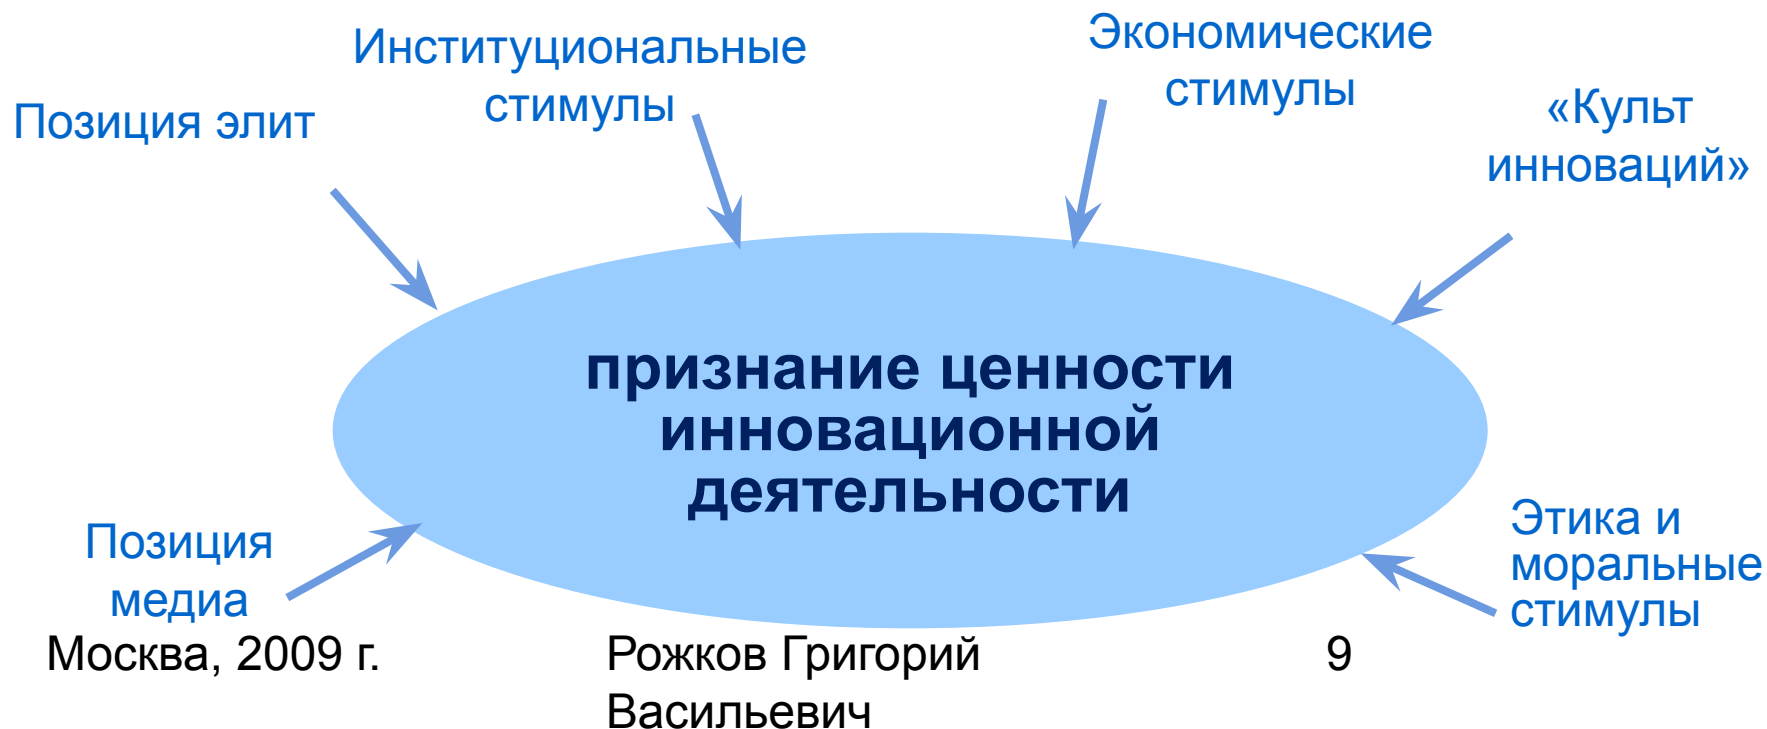 Институциональные
стимулы
Экономические
стимулы
Позиция элит
«Культ
инноваций»
признание ценности
инновационной
деятельности
Позиция
медиа
Этика и
моральные
стимулы
Москва, 2009 г.
Рожков Григорий
Васильевич
9